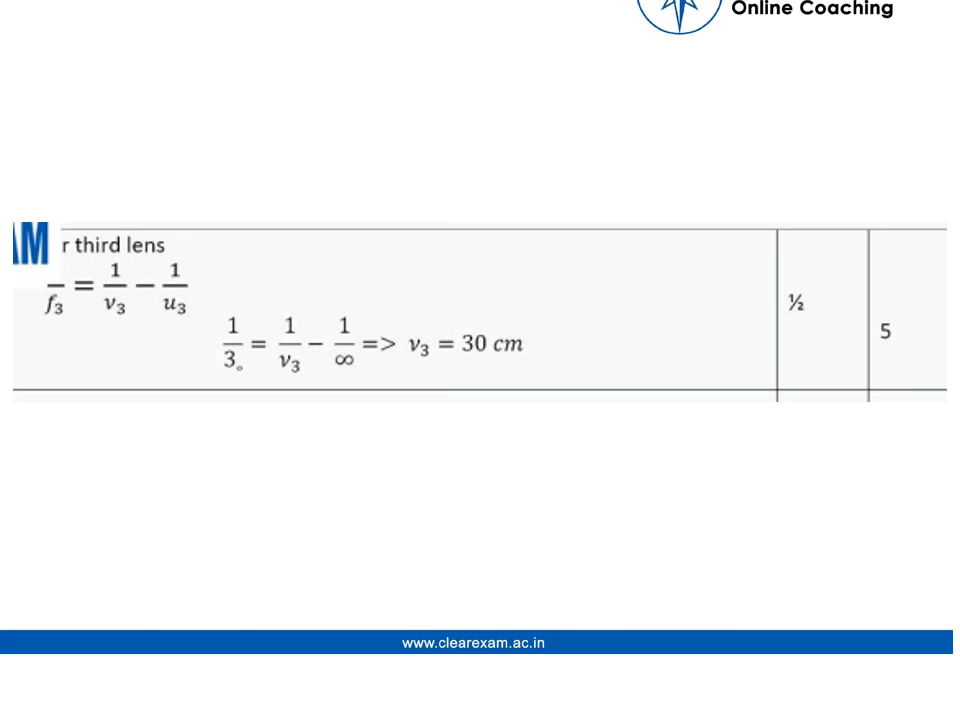 Online Coaching
AM
r third lens
— = 1/v₃ − 1/u₃
f₃
1/3₀ = 1/v₃ − 1/∞ => v₃ = 30 cm
½
5
www.clearexam.ac.in